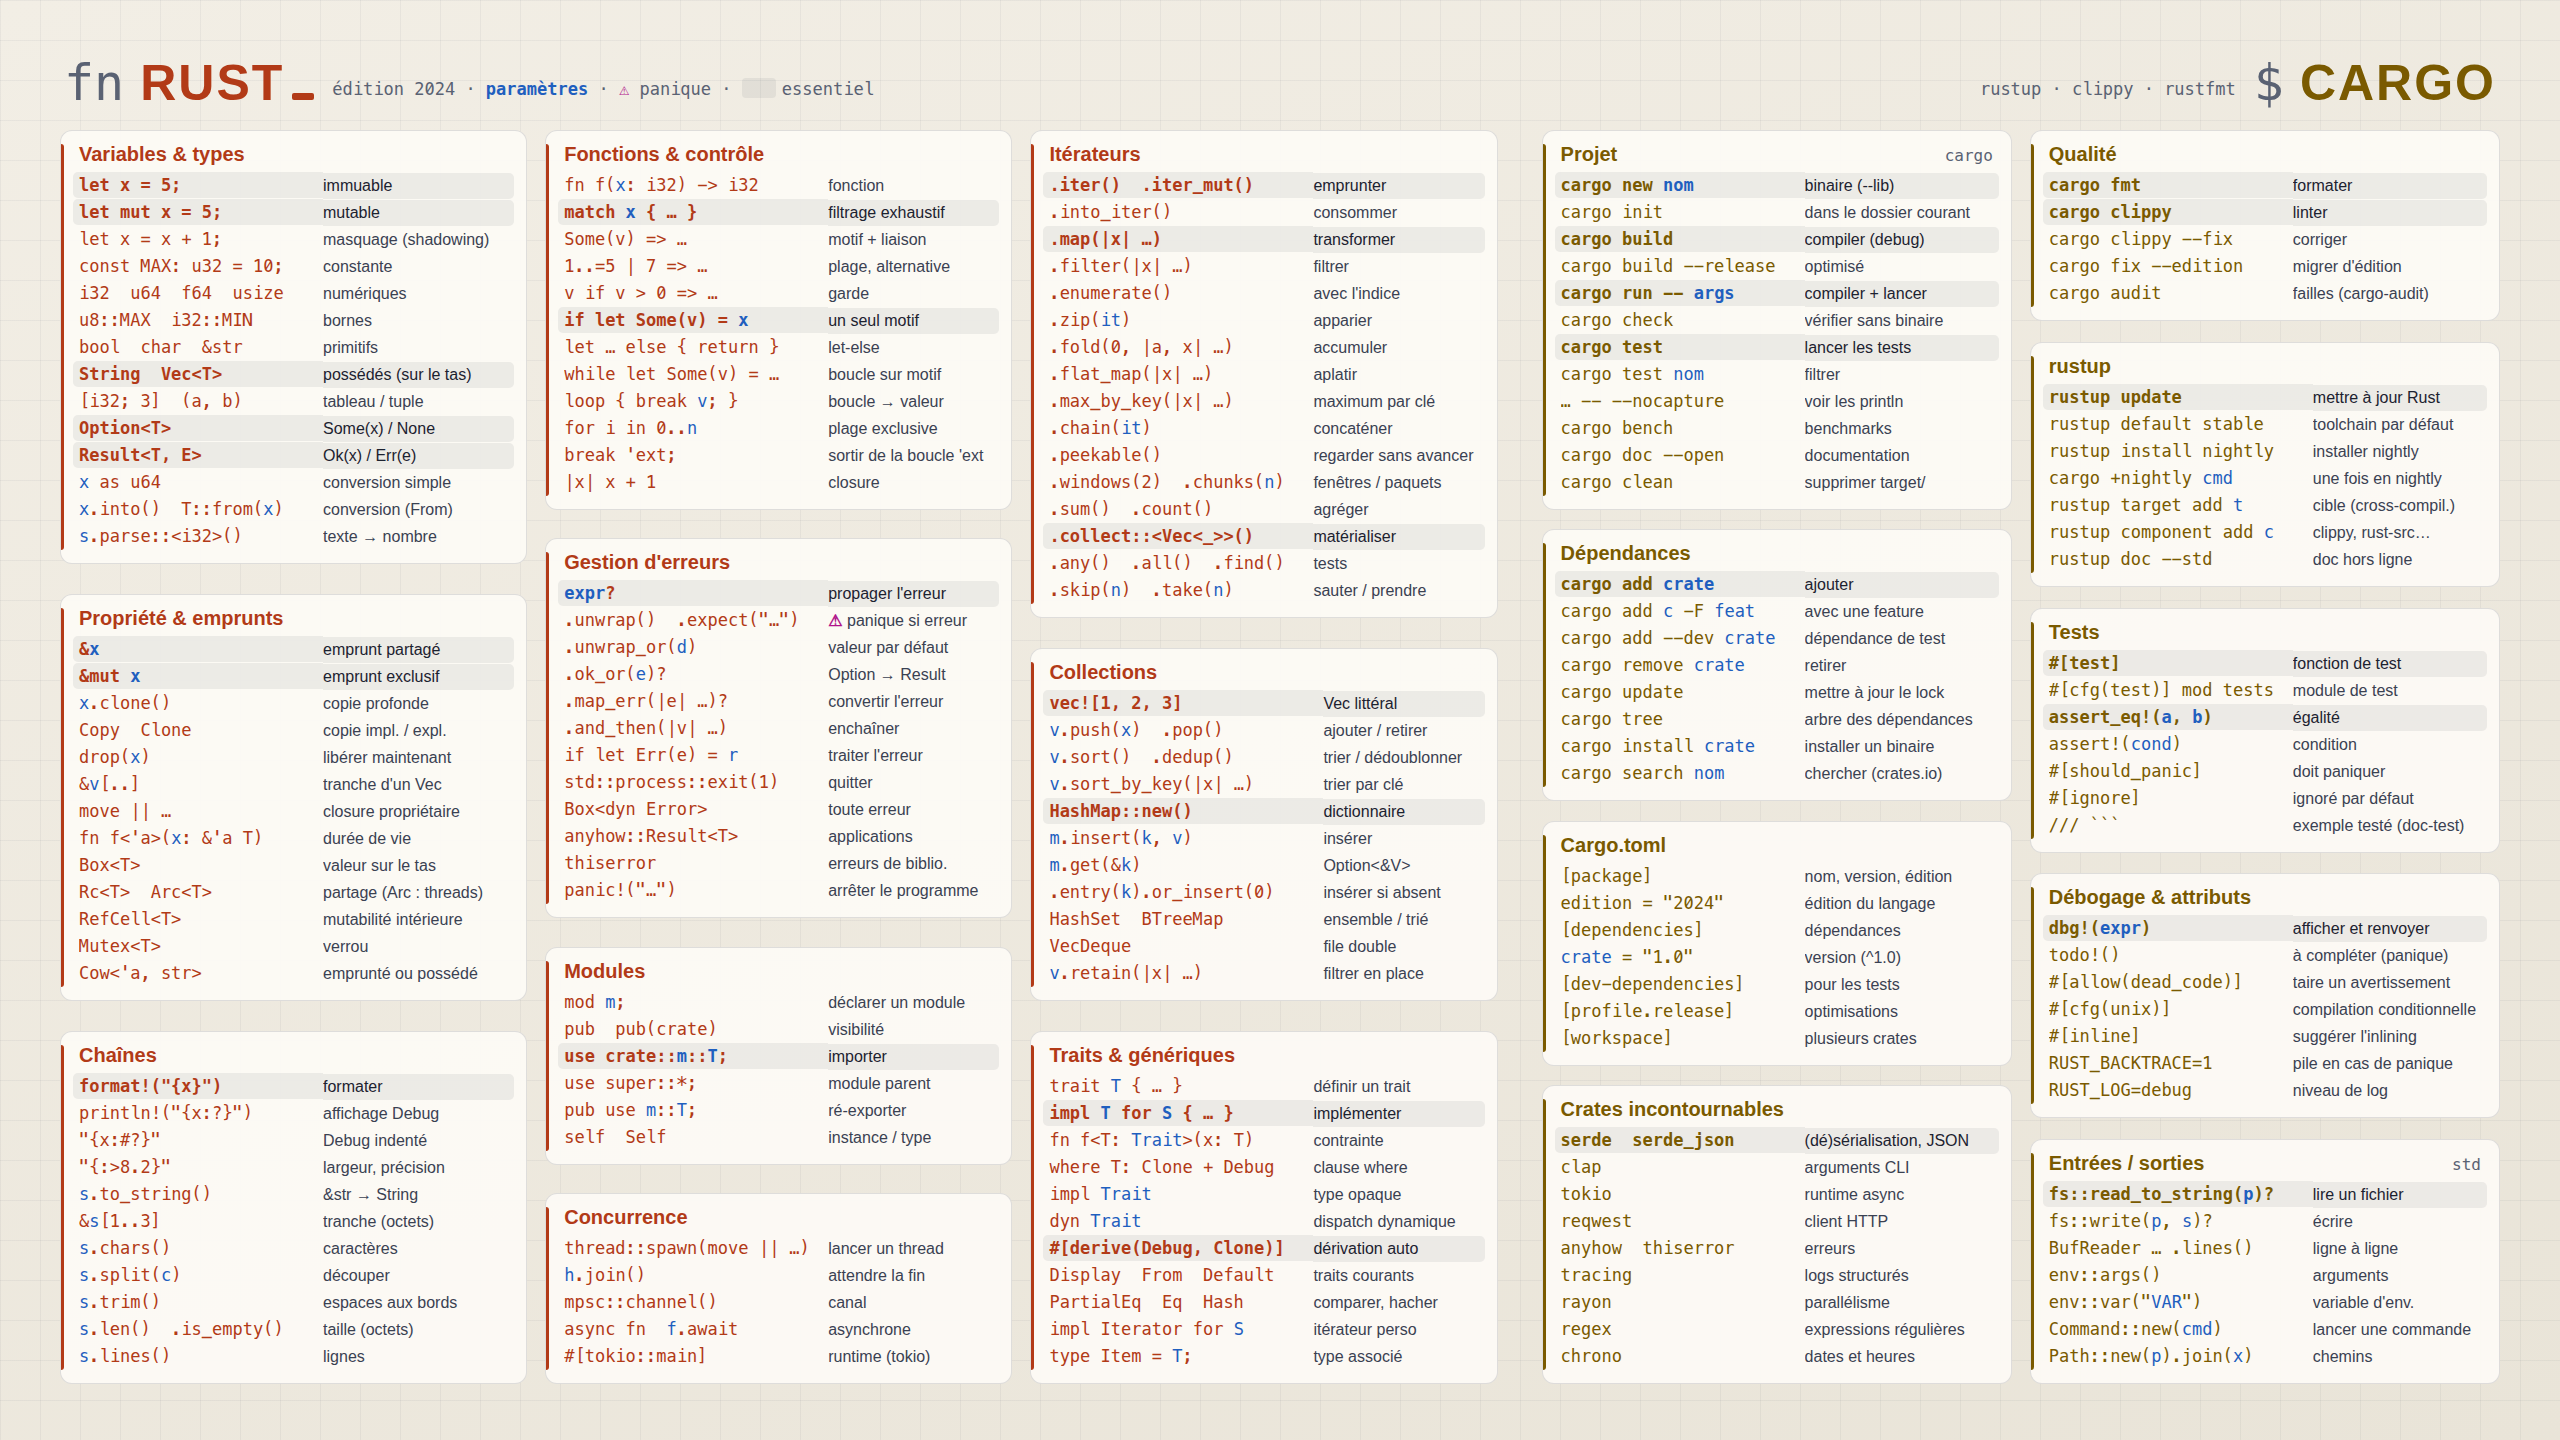 fn RUST_ édition 2024 · paramètres · ⚠ panique · essentiel
rustup · clippy · rustfmt $ CARGO
Variables & types
let x = 5; immuable
let mut x = 5; mutable
let x = x + 1; masquage (shadowing)
const MAX: u32 = 10; constante
i32 u64 f64 usize numériques
u8::MAX i32::MIN bornes
bool char &str primitifs
String Vec<T> possédés (sur le tas)
[i32; 3] (a, b) tableau / tuple
Option<T> Some(x) / None
Result<T, E> Ok(x) / Err(e)
x as u64 conversion simple
x.into() T::from(x) conversion (From)
s.parse::<i32>() texte → nombre
Propriété & emprunts
&x emprunt partagé
&mut x emprunt exclusif
x.clone() copie profonde
Copy Clone copie impl. / expl.
drop(x) libérer maintenant
&v[..] tranche d'un Vec
move || … closure propriétaire
fn f<'a>(x: &'a T) durée de vie
Box<T> valeur sur le tas
Rc<T> Arc<T> partage (Arc : threads)
RefCell<T> mutabilité intérieure
Mutex<T> verrou
Cow<'a, str> emprunté ou possédé
Chaînes
format!("{x}") formater
println!("{x:?}") affichage Debug
"{x:#?}" Debug indenté
"{:>8.2}" largeur, précision
s.to_string() &str → String
&s[1..3] tranche (octets)
s.chars() caractères
s.split(c) découper
s.trim() espaces aux bords
s.len() .is_empty() taille (octets)
s.lines() lignes
Fonctions & contrôle
fn f(x: i32) -> i32 fonction
match x { … } filtrage exhaustif
Some(v) => … motif + liaison
1..=5 | 7 => … plage, alternative
v if v > 0 => … garde
if let Some(v) = x un seul motif
let … else { return } let-else
while let Some(v) = … boucle sur motif
loop { break v; } boucle → valeur
for i in 0..n plage exclusive
break 'ext; sortir de la boucle 'ext
|x| x + 1 closure
Gestion d'erreurs
expr? propager l'erreur
.unwrap() .expect("…") ⚠ panique si erreur
.unwrap_or(d) valeur par défaut
.ok_or(e)? Option → Result
.map_err(|e| …)? convertir l'erreur
.and_then(|v| …) enchaîner
if let Err(e) = r traiter l'erreur
std::process::exit(1) quitter
Box<dyn Error> toute erreur
anyhow::Result<T> applications
thiserror erreurs de biblio.
panic!("…") arrêter le programme
Modules
mod m; déclarer un module
pub pub(crate) visibilité
use crate::m::T; importer
use super::*; module parent
pub use m::T; ré-exporter
self Self instance / type
Concurrence
thread::spawn(move || …) lancer un thread
h.join() attendre la fin
mpsc::channel() canal
async fn f.await asynchrone
#[tokio::main] runtime (tokio)
Itérateurs
.iter() .iter_mut() emprunter
.into_iter() consommer
.map(|x| …) transformer
.filter(|x| …) filtrer
.enumerate() avec l'indice
.zip(it) apparier
.fold(0, |a, x| …) accumuler
.flat_map(|x| …) aplatir
.max_by_key(|x| …) maximum par clé
.chain(it) concaténer
.peekable() regarder sans avancer
.windows(2) .chunks(n) fenêtres / paquets
.sum() .count() agréger
.collect::<Vec<_>>() matérialiser
.any() .all() .find() tests
.skip(n) .take(n) sauter / prendre
Collections
vec![1, 2, 3] Vec littéral
v.push(x) .pop() ajouter / retirer
v.sort() .dedup() trier / dédoublonner
v.sort_by_key(|x| …) trier par clé
HashMap::new() dictionnaire
m.insert(k, v) insérer
m.get(&k) Option<&V>
.entry(k).or_insert(0) insérer si absent
HashSet BTreeMap ensemble / trié
VecDeque file double
v.retain(|x| …) filtrer en place
Traits & génériques
trait T { … } définir un trait
impl T for S { … } implémenter
fn f<T: Trait>(x: T) contrainte
where T: Clone + Debug clause where
impl Trait type opaque
dyn Trait dispatch dynamique
#[derive(Debug, Clone)] dérivation auto
Display From Default traits courants
PartialEq Eq Hash comparer, hacher
impl Iterator for S itérateur perso
type Item = T; type associé
Projet cargo
cargo new nom binaire (--lib)
cargo init dans le dossier courant
cargo build compiler (debug)
cargo build --release optimisé
cargo run -- args compiler + lancer
cargo check vérifier sans binaire
cargo test lancer les tests
cargo test nom filtrer
… -- --nocapture voir les println
cargo bench benchmarks
cargo doc --open documentation
cargo clean supprimer target/
Dépendances
cargo add crate ajouter
cargo add c -F feat avec une feature
cargo add --dev crate dépendance de test
cargo remove crate retirer
cargo update mettre à jour le lock
cargo tree arbre des dépendances
cargo install crate installer un binaire
cargo search nom chercher (crates.io)
Cargo.toml
[package] nom, version, édition
edition = "2024" édition du langage
[dependencies] dépendances
crate = "1.0" version (^1.0)
[dev-dependencies] pour les tests
[profile.release] optimisations
[workspace] plusieurs crates
Crates incontournables
serde serde_json (dé)sérialisation, JSON
clap arguments CLI
tokio runtime async
reqwest client HTTP
anyhow thiserror erreurs
tracing logs structurés
rayon parallélisme
regex expressions régulières
chrono dates et heures
Qualité
cargo fmt formater
cargo clippy linter
cargo clippy --fix corriger
cargo fix --edition migrer d'édition
cargo audit failles (cargo-audit)
rustup
rustup update mettre à jour Rust
rustup default stable toolchain par défaut
rustup install nightly installer nightly
cargo +nightly cmd une fois en nightly
rustup target add t cible (cross-compil.)
rustup component add c clippy, rust-src…
rustup doc --std doc hors ligne
Tests
#[test] fonction de test
#[cfg(test)] mod tests module de test
assert_eq!(a, b) égalité
assert!(cond) condition
#[should_panic] doit paniquer
#[ignore] ignoré par défaut
/// ``` exemple testé (doc-test)
Débogage & attributs
dbg!(expr) afficher et renvoyer
todo!() à compléter (panique)
#[allow(dead_code)] taire un avertissement
#[cfg(unix)] compilation conditionnelle
#[inline] suggérer l'inlining
RUST_BACKTRACE=1 pile en cas de panique
RUST_LOG=debug niveau de log
Entrées / sorties std
fs::read_to_string(p)? lire un fichier
fs::write(p, s)? écrire
BufReader … .lines() ligne à ligne
env::args() arguments
env::var("VAR") variable d'env.
Command::new(cmd) lancer une commande
Path::new(p).join(x) chemins